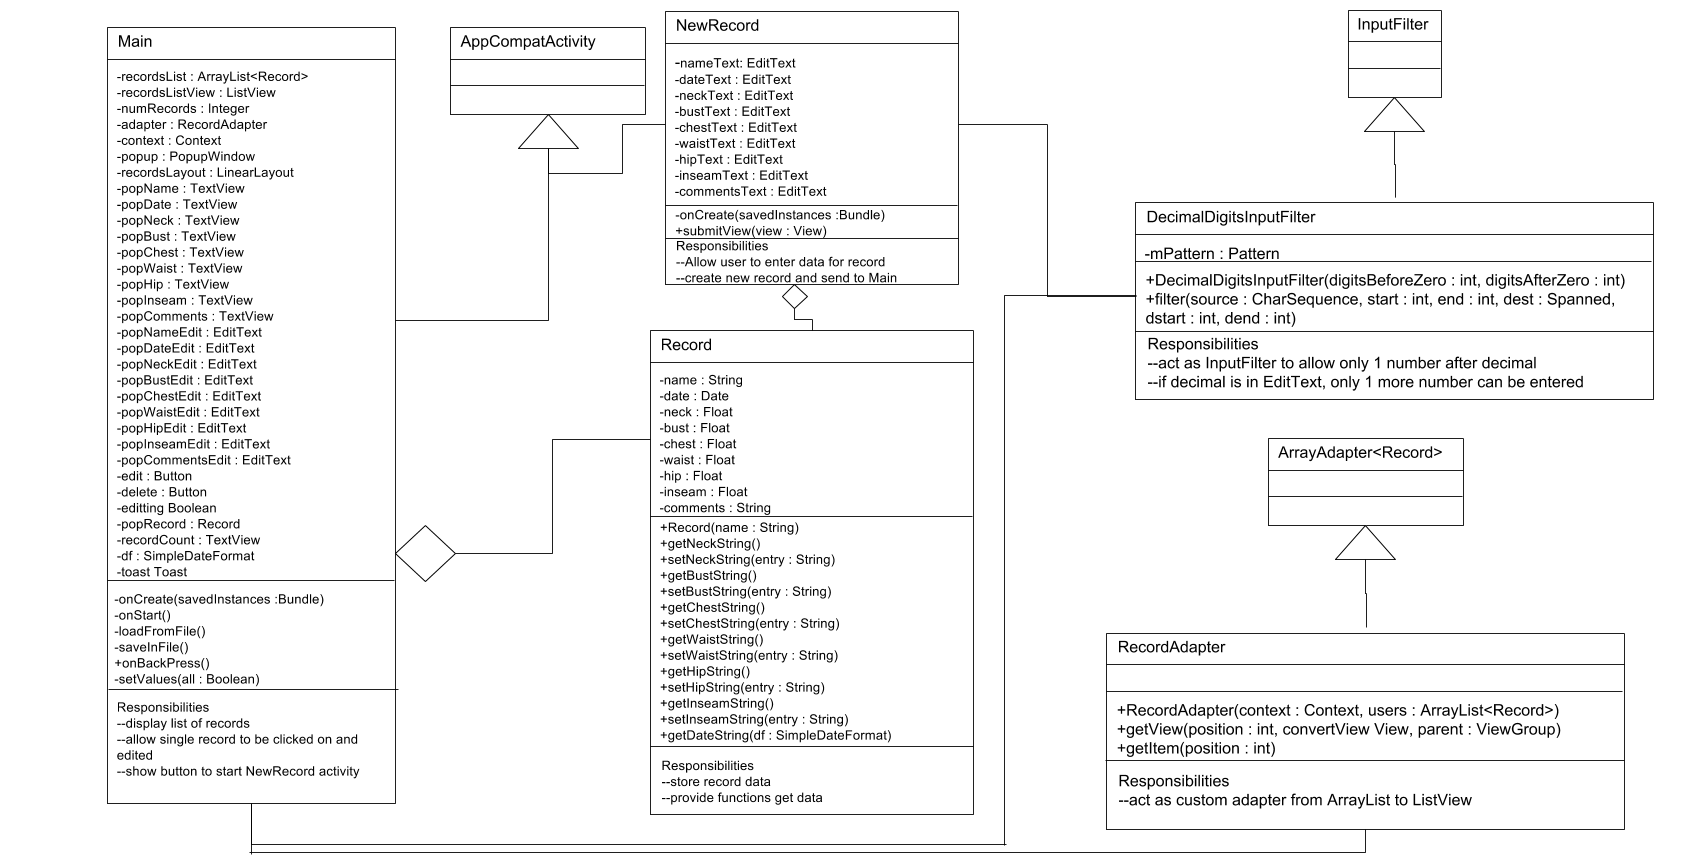 Main
-recordsList : ArrayList<Record>
-recordsListView : ListView
-numRecords : Integer
-adapter : RecordAdapter
-context : Context
-popup : PopupWindow
-recordsLayout : LinearLayout
-popName : TextView
-popDate : TextView
-popNeck : TextView
-popBust : TextView
-popChest : TextView
-popWaist : TextView
-popHip : TextView
-popInseam : TextView
-popComments : TextView
-popNameEdit : EditText
-popDateEdit : EditText
-popNeckEdit : EditText
-popBustEdit : EditText
-popChestEdit : EditText
-popWaistEdit : EditText
-popHipEdit : EditText
-popInseamEdit : EditText
-popCommentsEdit : EditText
-edit : Button
-delete : Button
-editting Boolean
-popRecord : Record
-recordCount : TextView
-df : SimpleDateFormat
-toast Toast
-onCreate(savedInstances :Bundle)
-onStart()
-loadFromFile()
-saveInFile()
+onBackPress()
-setValues(all : Boolean)
Responsibilities
--display list of records
--allow single record to be clicked on and
edited
--show button to start NewRecord activity
AppCompatActivity
NewRecord
-nameText: EditText
-dateText : EditText
-neckText : EditText
-bustText : EditText
-chestText : EditText
-waistText : EditText
-hipText : EditText
-inseamText : EditText
-commentsText : EditText
-onCreate(savedInstances :Bundle)
+submitView(view : View)
Responsibilities
--Allow user to enter data for record
--create new record and send to Main
Record
-name : String
-date : Date
-neck : Float
-bust : Float
-chest : Float
-waist : Float
-hip : Float
-inseam : Float
-comments : String
+Record(name : String)
+getNeckString()
+setNeckString(entry : String)
+getBustString()
+setBustString(entry : String)
+getChestString()
+setChestString(entry : String)
+getWaistString()
+setWaistString(entry : String)
+getHipString()
+setHipString(entry : String)
+getInseamString()
+setInseamString(entry : String)
+getDateString(df : SimpleDateFormat)
Responsibilities
--store record data
--provide functions get data
InputFilter
DecimalDigitsInputFilter
-mPattern : Pattern
+DecimalDigitsInputFilter(digitsBeforeZero : int, digitsAfterZero : int)
+filter(source : CharSequence, start : int, end : int, dest : Spanned,
dstart : int, dend : int)
Responsibilities
--act as InputFilter to allow only 1 number after decimal
--if decimal is in EditText, only 1 more number can be entered
ArrayAdapter<Record>
RecordAdapter
+RecordAdapter(context : Context, users : ArrayList<Record>)
+getView(position : int, convertView View, parent : ViewGroup)
+getItem(position : int)
Responsibilities
--act as custom adapter from ArrayList to ListView